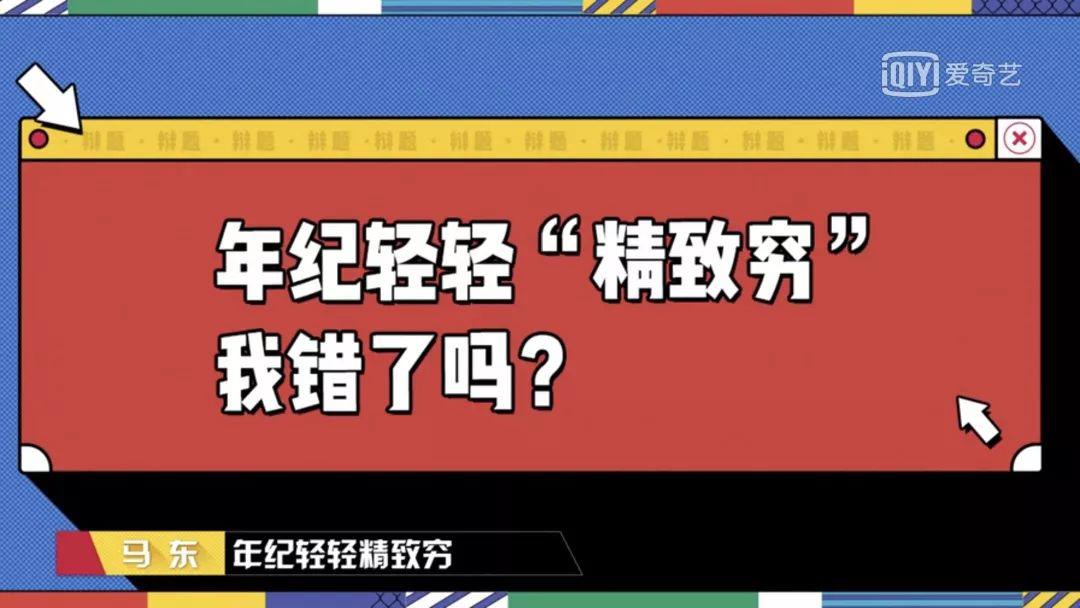 iQIYI 爱奇艺
· 辩题 · 辩题 · 辩题 · 辩题 · 辩题 · 辩题 · 辩题 · 辩题 · 辩题 · 辩题 · 辩题 · 辩题 ·
年纪轻轻“精致穷”
我错了吗?
马东 年纪轻轻精致穷